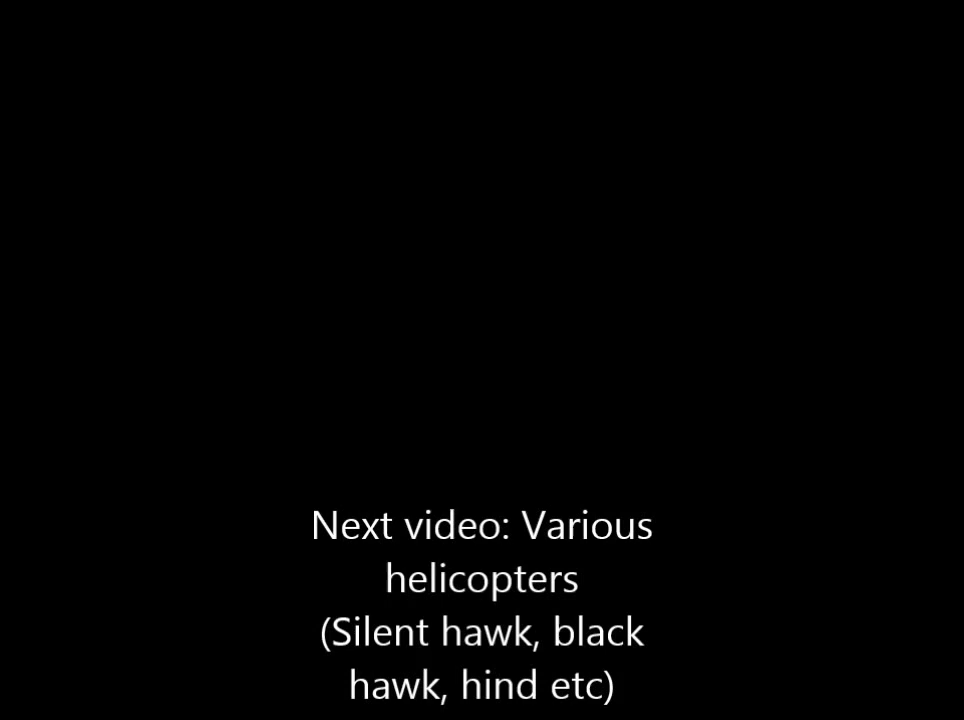 Next video: Various
helicopters
(Silent hawk, black
hawk, hind etc)